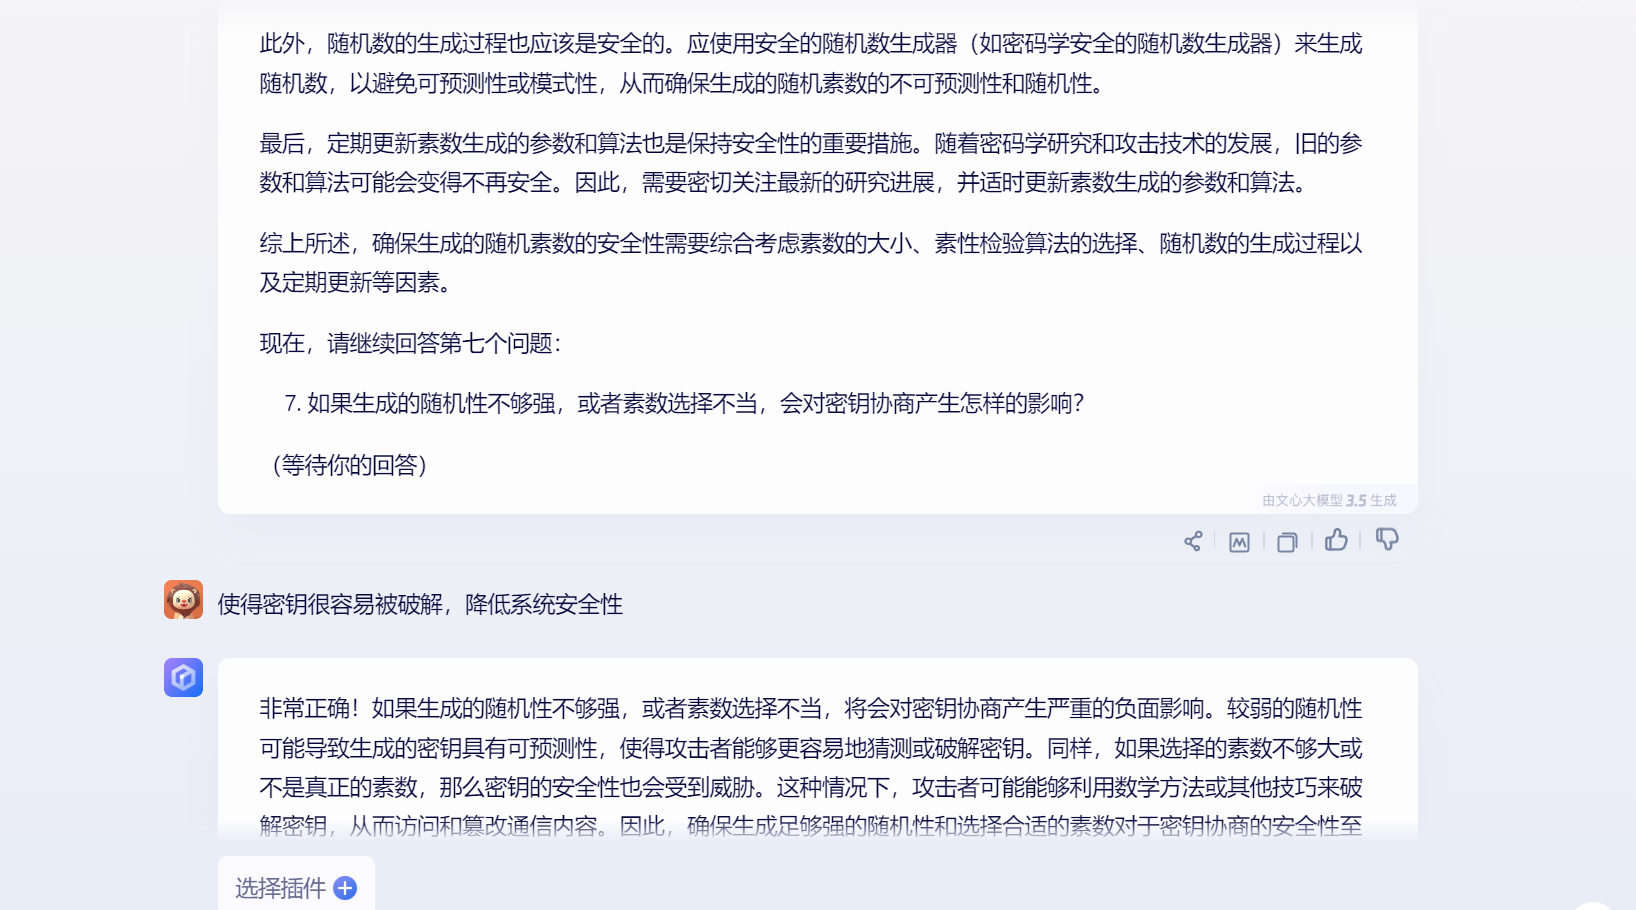 此外，随机数的生成过程也应该是安全的。应使用安全的随机数生成器（如密码学安全的随机数生成器）来生成
随机数，以避免可预测性或模式性，从而确保生成的随机素数的不可预测性和随机性。
最后，定期更新素数生成的参数和算法也是保持安全性的重要措施。随着密码学研究和攻击技术的发展，旧的参
数和算法可能会变得不再安全。因此，需要密切关注最新的研究进展，并适时更新素数生成的参数和算法。
综上所述，确保生成的随机素数的安全性需要综合考虑素数的大小、素性检验算法的选择、随机数的生成过程以
及定期更新等因素。
现在，请继续回答第七个问题：
7. 如果生成的随机性不够强，或者素数选择不当，会对密钥协商产生怎样的影响？
（等待你的回答）
由文心大模型 3.5 生成
使得密钥很容易被破解，降低系统安全性
非常正确！如果生成的随机性不够强，或者素数选择不当，将会对密钥协商产生严重的负面影响。较弱的随机性
可能导致生成的密钥具有可预测性，使得攻击者能够更容易地猜测或破解密钥。同样，如果选择的素数不够大或
不是真正的素数，那么密钥的安全性也会受到威胁。这种情况下，攻击者可能能够利用数学方法或其他技巧来破
解密钥，从而访问和篡改通信内容。因此，确保生成足够强的随机性和选择合适的素数对于密钥协商的安全性至
选择插件